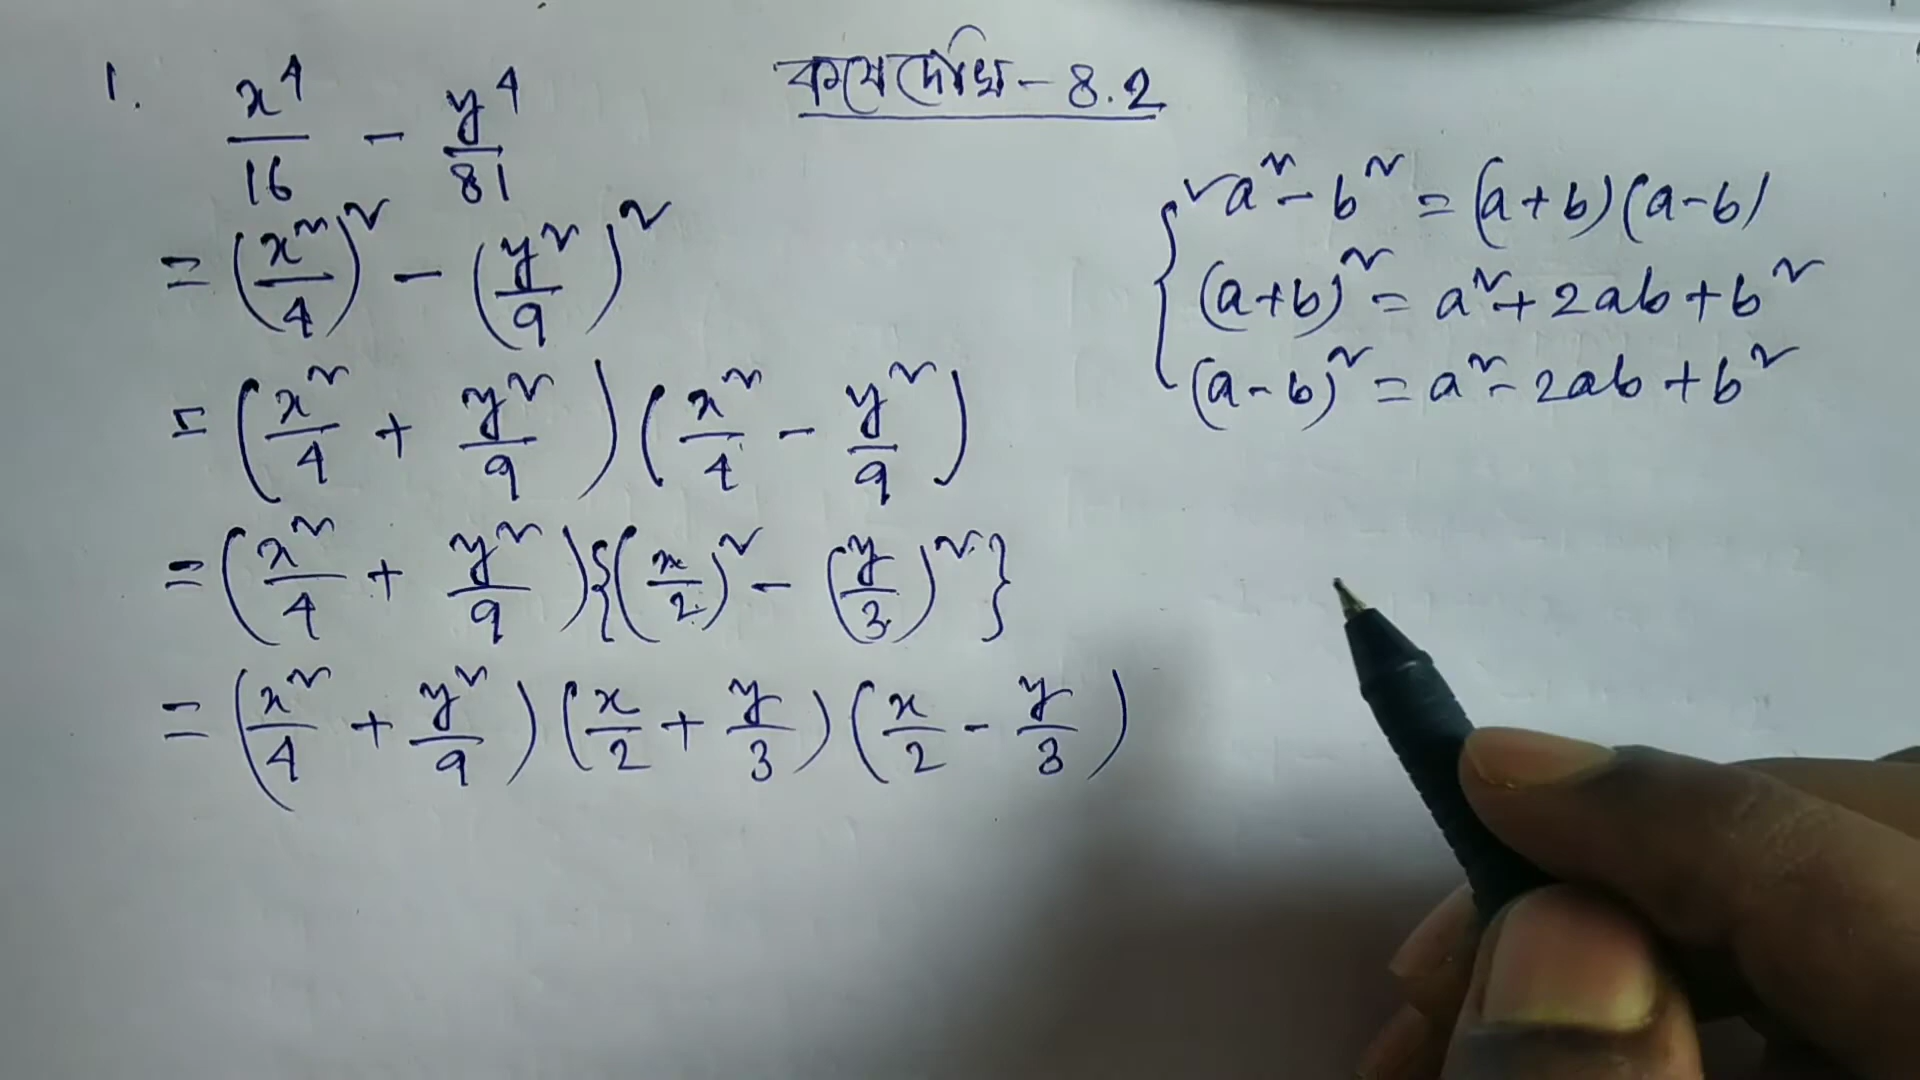 কষে দেখি - 8.2
1. x⁴/16 - y⁴/81
= (x²/4)² - (y²/9)²
= (x²/4 + y²/9) (x²/4 - y²/9)
= (x²/4 + y²/9) {(x/2)² - (y/3)²}
= (x²/4 + y²/9) (x/2 + y/3) (x/2 - y/3)
✓ a² - b² = (a+b) (a-b)
(a+b)² = a² + 2ab + b²
(a-b)² = a² - 2ab + b²